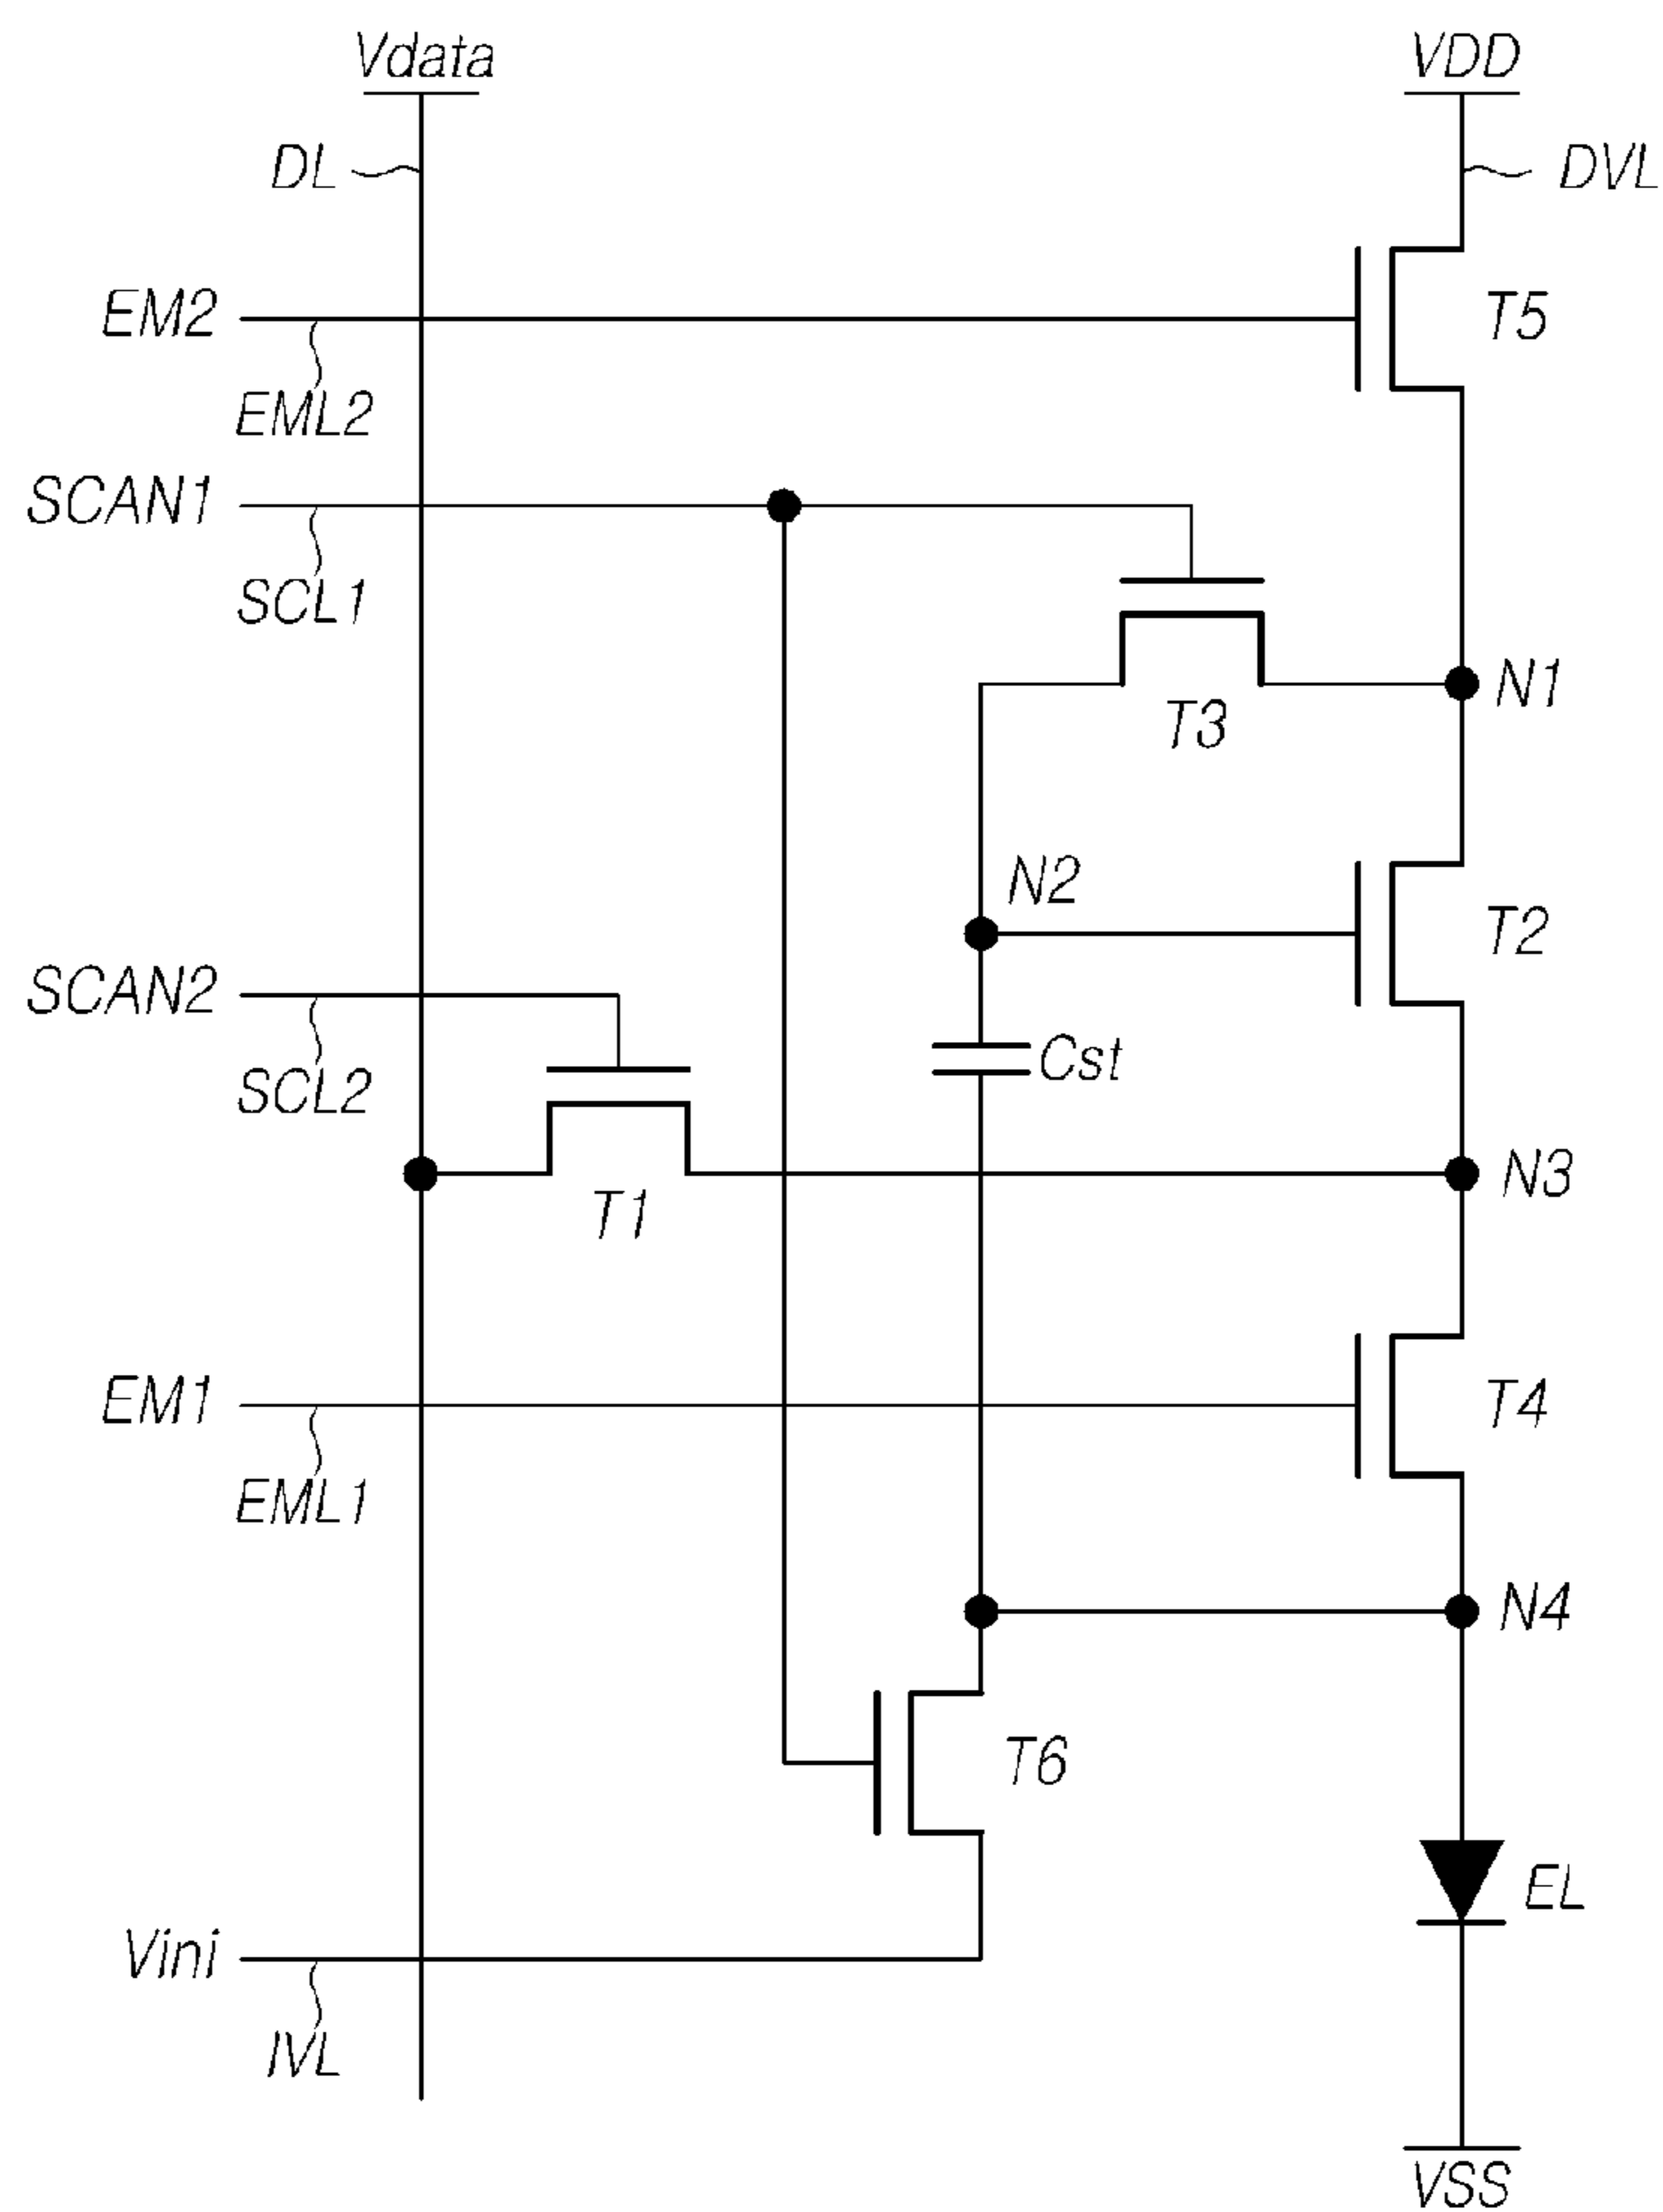 Vdata
VDD
DL
DVL
EM2
T5
EML2
SCAN1
SCL1
N1
T3
N2
T2
SCAN2
Cst
SCL2
N3
T1
EM1
T4
EML1
N4
T6
EL
Vini
IVL
VSS